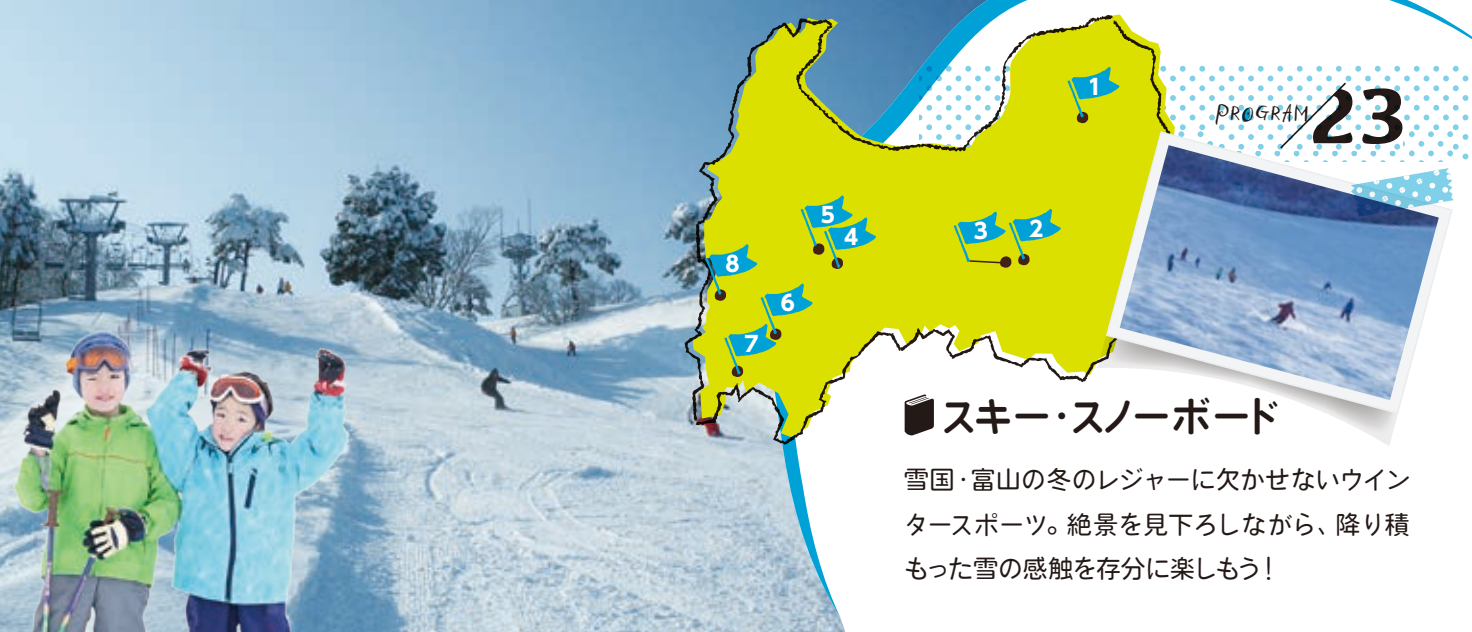 1
PROGRAM 23
5
4
3
2
8
6
7
スキー・スノーボード
雪国・富山の冬のレジャーに欠かせないウイン
タースポーツ。絶景を見下ろしながら、降り積
もった雪の感触を存分に楽しもう！